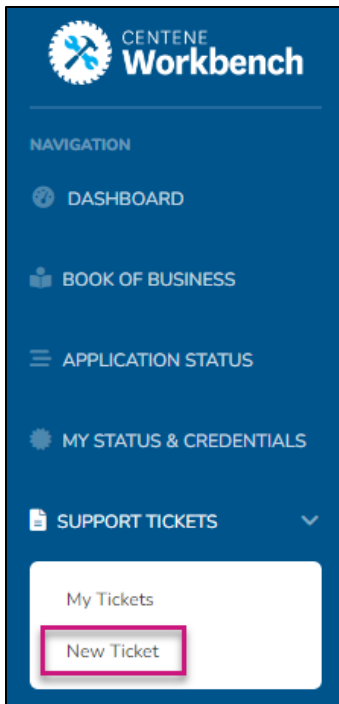 CENTENE
Workbench
NAVIGATION
DASHBOARD
BOOK OF BUSINESS
APPLICATION STATUS
MY STATUS & CREDENTIALS
SUPPORT TICKETS
My Tickets
New Ticket